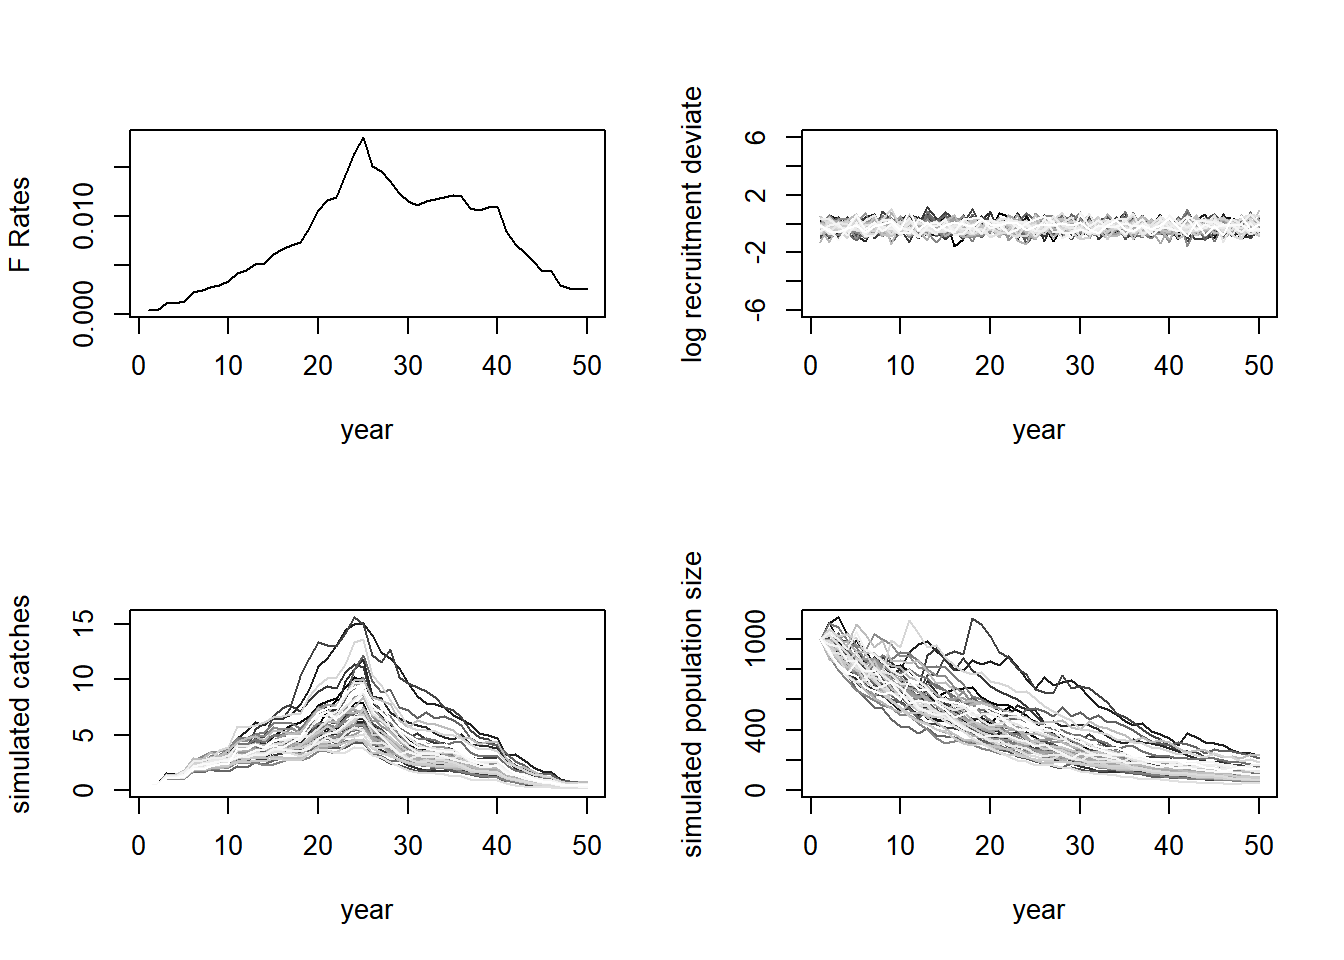 F Rates
0.000 0.010
0 10 20 30 40 50
year
log recruitment deviate
-6 -2 2 6
0 10 20 30 40 50
year
simulated catches
0 5 10 15
0 10 20 30 40 50
year
simulated population size
0 400 1000
0 10 20 30 40 50
year